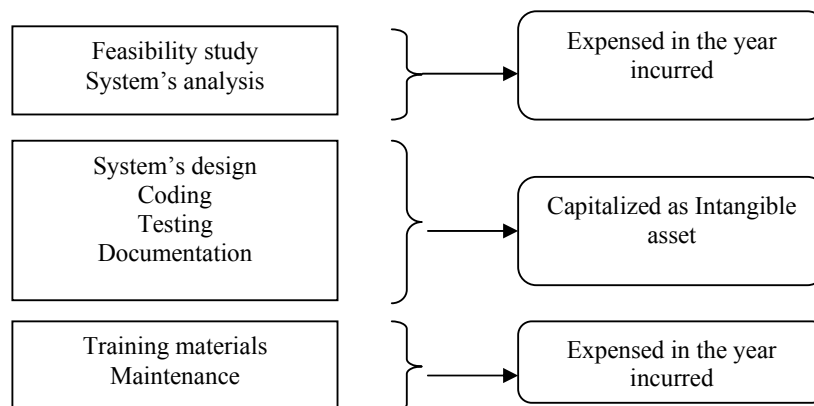 Feasibility study
System's analysis
Expensed in the year
incurred
System's design
Coding
Testing
Documentation
Capitalized as Intangible
asset
Training materials
Maintenance
Expensed in the year
incurred